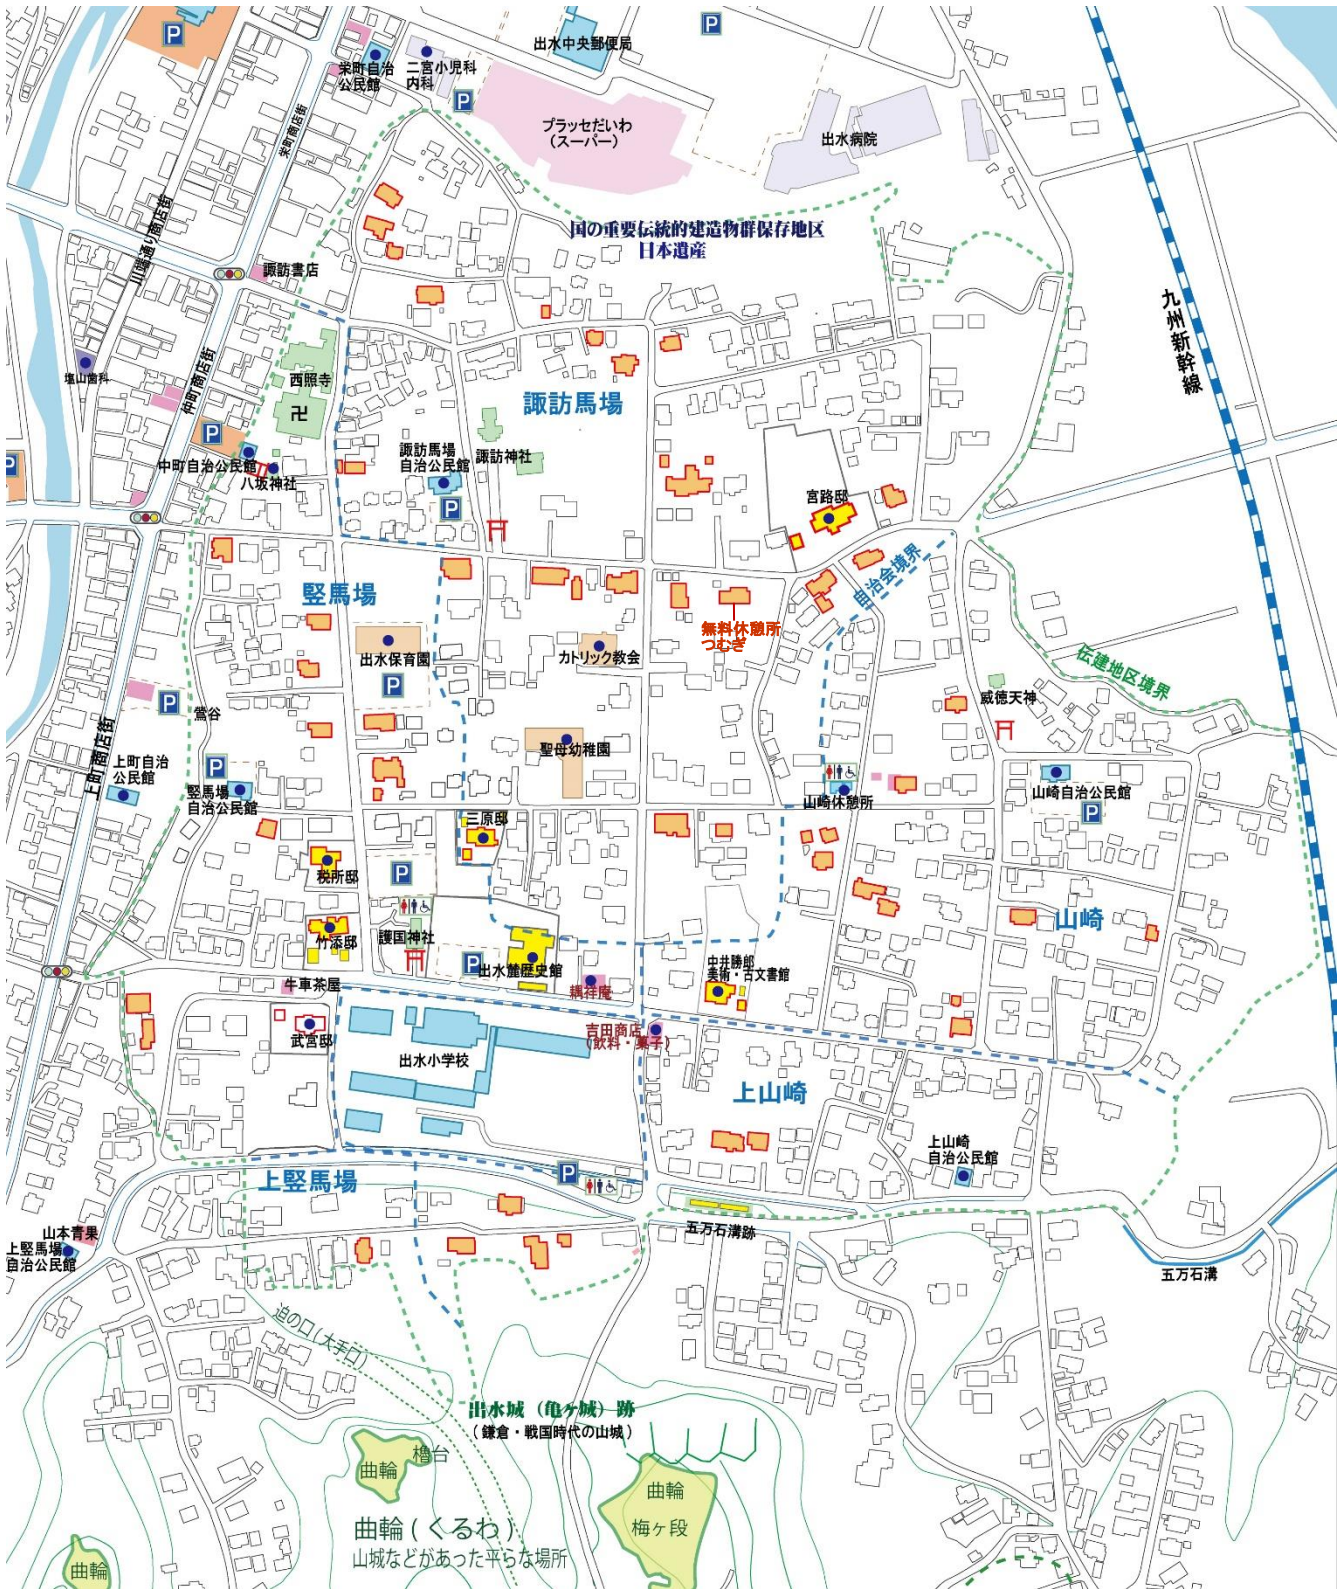 P
P
出水中央郵便局
栄町自治
公民館
二宮小児科
内科
P
プラッセだいわ
(スーパー)
出水病院
栄町商店街
川端通り商店街
国の重要伝統的建造物群保存地区
日本遺産
諏訪書店
九州新幹線
塩山歯科
西照寺
卍
仲町商店街
諏訪馬場
P
P
中町自治公民館
八坂神社
諏訪馬場
自治公民館
諏訪神社
P
宮路邸
自治会境界
竪馬場
無料休憩所
つむぎ
出水保育園
P
カトリック教会
伝建地区境界
威徳天神
P
鶯谷
上町商店街
聖母幼稚園
上町自治
公民館
P
竪馬場
自治公民館
山崎休憩所
山崎自治公民館
P
三原邸
税所邸
P
山崎
竹添邸
護国神社
P
出水麓歴史館
中井勝郎
美術・古文書館
牛車茶屋
耦祥庵
武宮邸
出水小学校
吉田商店
(飲料・菓子)
上山崎
上山崎
自治公民館
上竪馬場
P
五万石溝跡
山本青果
上竪馬場
自治公民館
五万石溝
迫の口(大手口)
出水城(亀ヶ城)跡
(鎌倉・戦国時代の山城)
櫓台
曲輪
曲輪
梅ヶ段
曲輪(くるわ)
山城などがあった平らな場所
曲輪